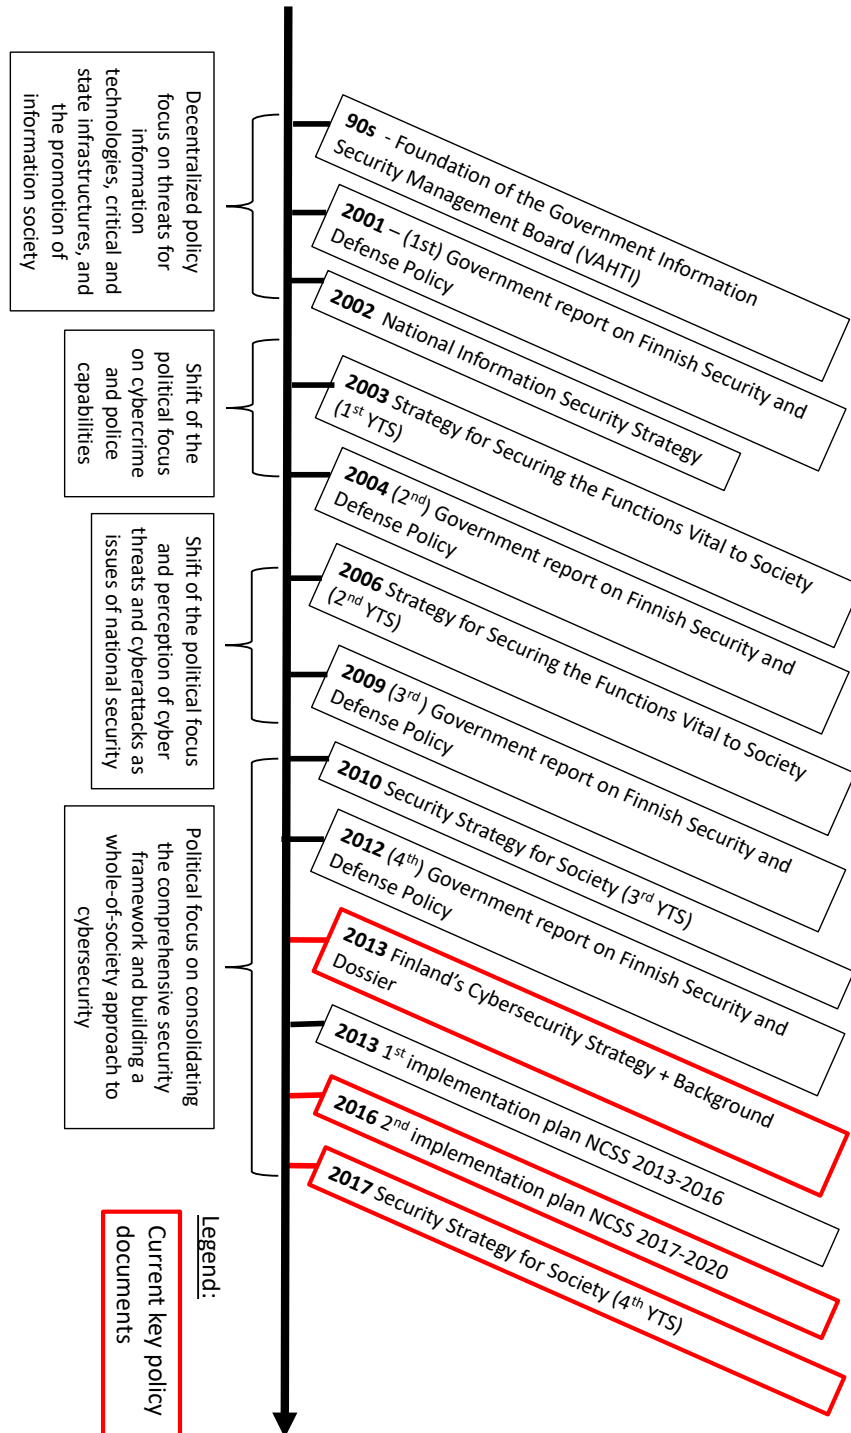 90s - Foundation of the Government Information
Security Management Board (VAHTI)
2001 – (1st) Government report on Finnish Security and
Defense Policy
2002 National Information Security Strategy
2003 Strategy for Securing the Functions Vital to Society
(1st YTS)
2004 (2nd) Government report on Finnish Security and
Defense Policy
2006 Strategy for Securing the Functions Vital to Society
(2nd YTS)
2009 (3rd) Government report on Finnish Security and
Defense Policy
2010 Security Strategy for Society (3rd YTS)
2012 (4th) Government report on Finnish Security and
Defense Policy
2013 Finland’s Cybersecurity Strategy + Background
Dossier
2013 1st implementation plan NCSS 2013-2016
2016 2nd implementation plan NCSS 2017-2020
2017 Security Strategy for Society (4th YTS)
Decentralized policy
focus on threats for
information
technologies, critical and
state infrastructures, and
the promotion of
information society
Shift of the
political focus
on cybercrime
and police
capabilities
Shift of the political focus
and perception of cyber
threats and cyberattacks as
issues of national security
Political focus on consolidating
the comprehensive security
framework and building a
whole-of-society approach to
cybersecurity
Legend:
Current key policy
documents